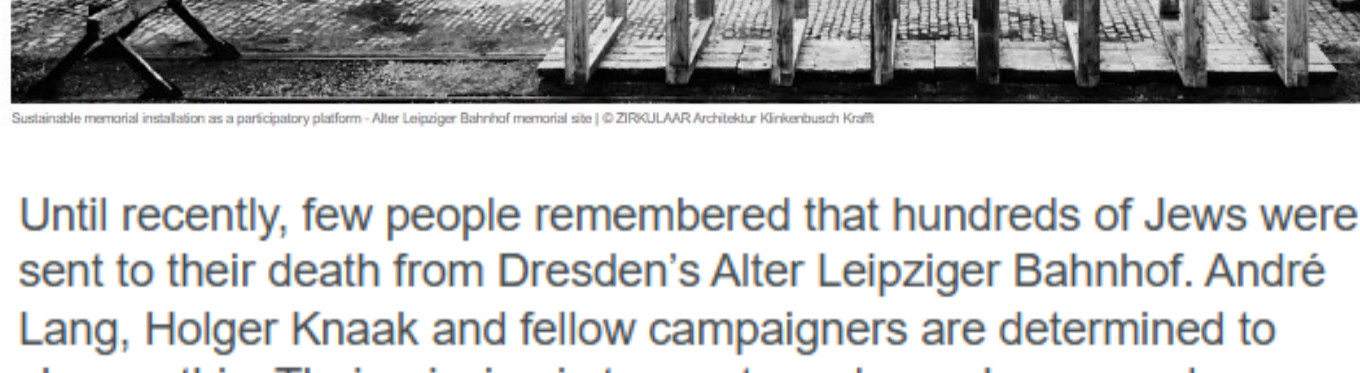 Sustainable memorial installation as a participatory platform - Alter Leipziger Bahnhof memorial site | © ZIRKULAAR Architektur Klinkenbusch Krafft
Until recently, few people remembered that hundreds of Jews were
sent to their death from Dresden’s Alter Leipziger Bahnhof. André
Lang, Holger Knaak and fellow campaigners are determined to